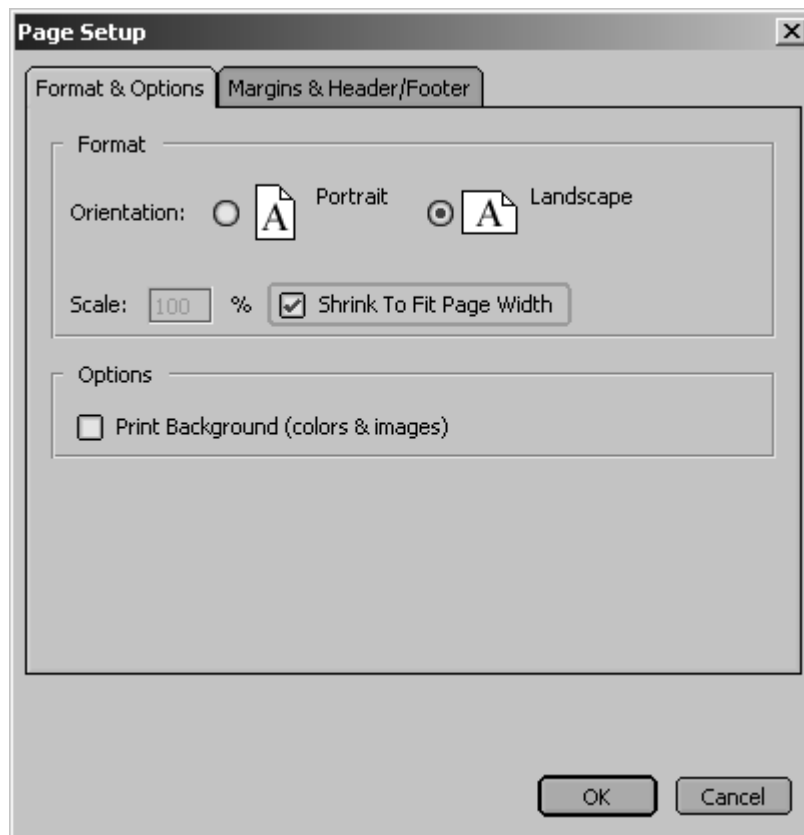 Page Setup
Format & Options
Margins & Header/Footer
Format
Orientation: A Portrait A Landscape
Scale: 100 % Shrink To Fit Page Width
Options
Print Background (colors & images)
OK Cancel